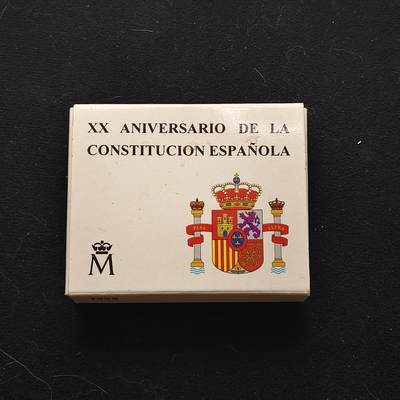 XX ANIVERSARIO DE LA
CONSTITUCION ESPAÑOLA
M